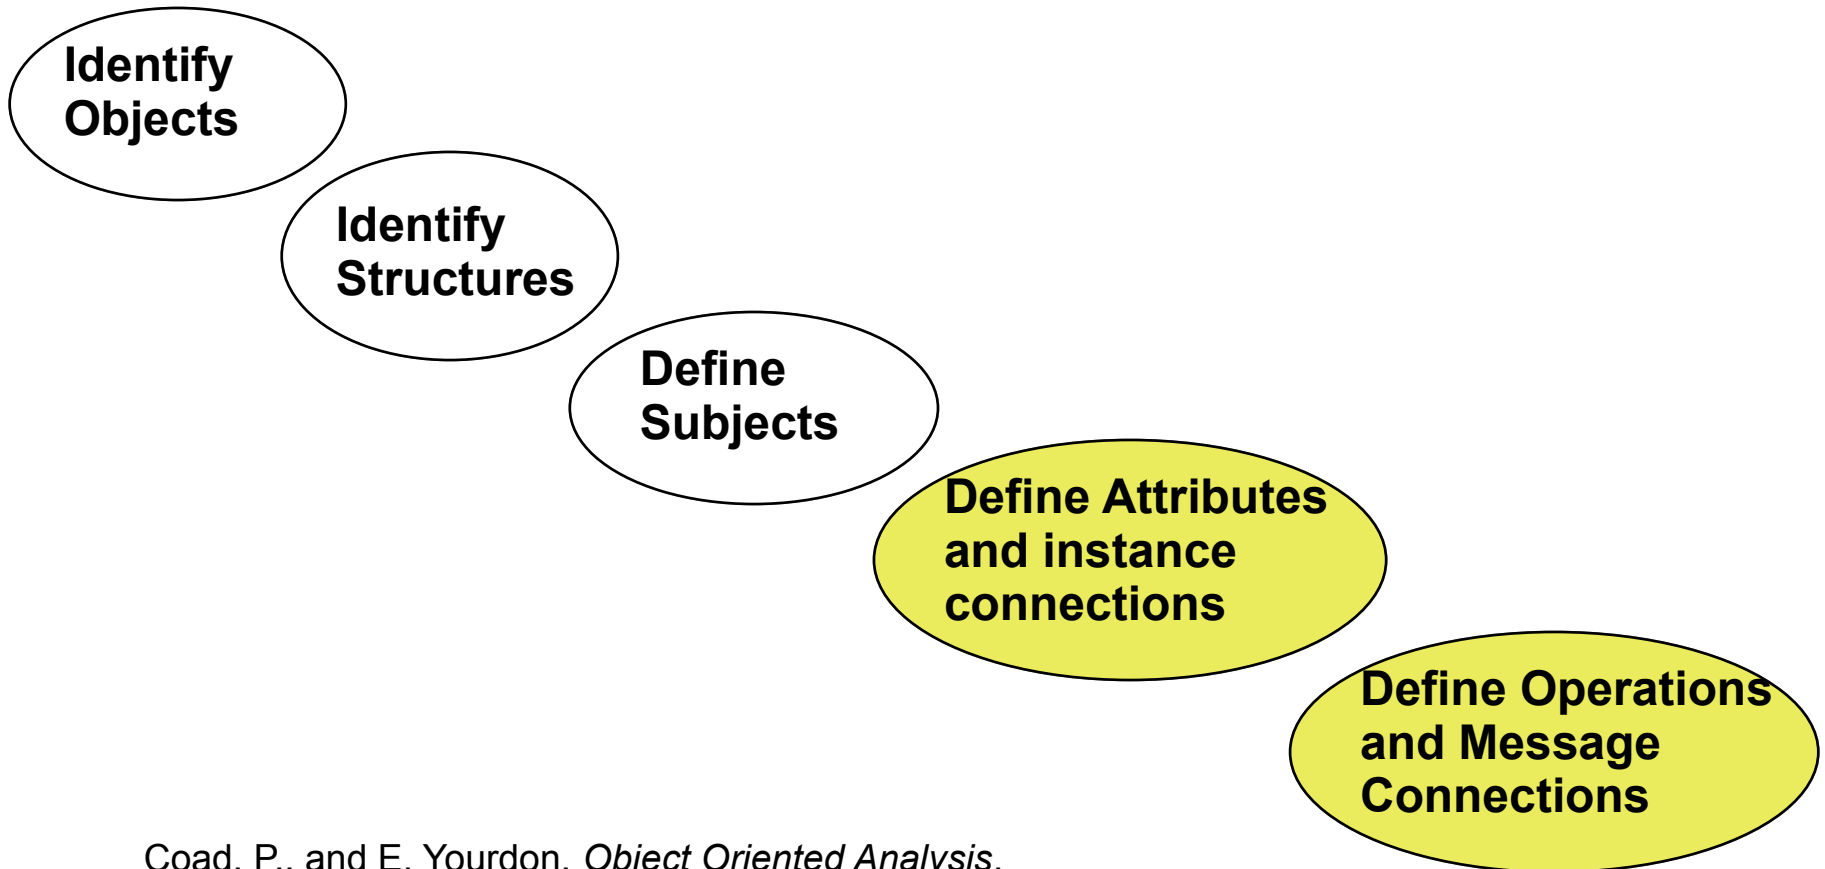 Identify
Objects
Identify
Structures
Define
Subjects
Define Attributes
and instance
connections
Define Operations
and Message
Connections
Coad, P., and E. Yourdon, Object Oriented Analysis,